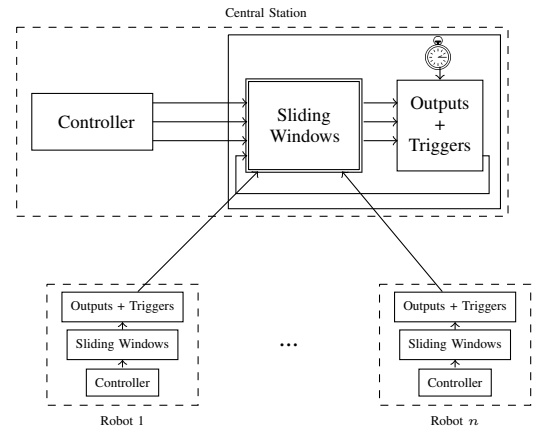 Central Station
Controller
Sliding
Windows
Outputs
+
Triggers
Outputs + Triggers
Sliding Windows
Controller
Robot 1
...
Outputs + Triggers
Sliding Windows
Controller
Robot n